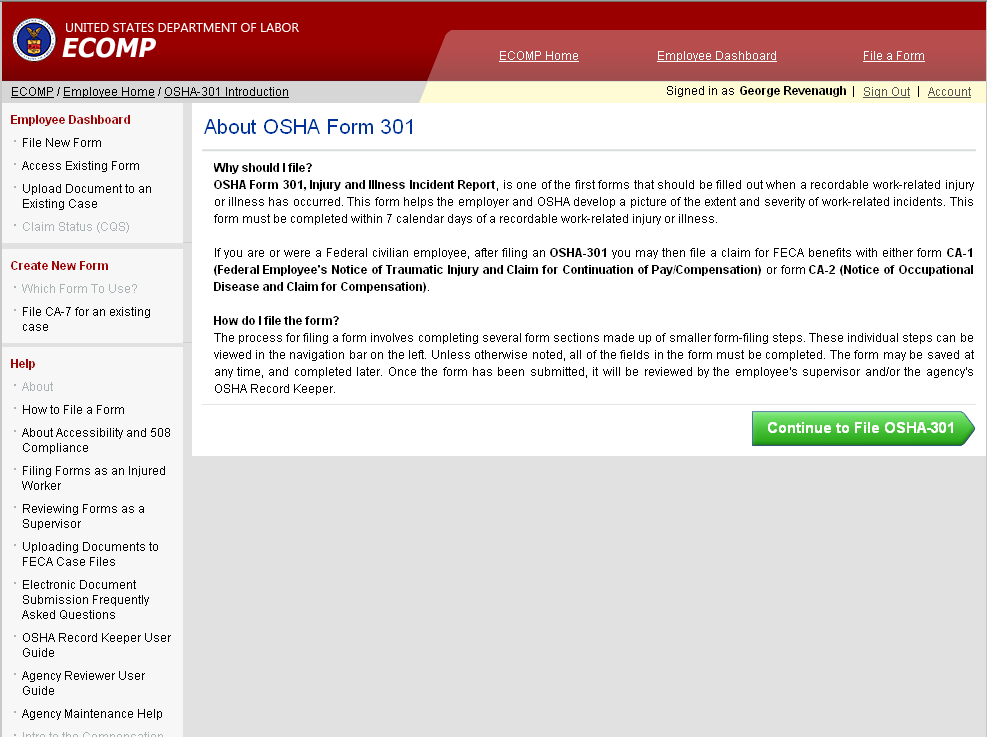 UNITED STATES DEPARTMENT OF LABOR
ECOMP
ECOMP Home
Employee Dashboard
File a Form
ECOMP / Employee Home / OSHA-301 Introduction
Signed in as George Revenaugh | Sign Out | Account
Employee Dashboard
File New Form
Access Existing Form
Upload Document to an
Existing Case
Claim Status (CQS)
Create New Form
Which Form To Use?
File CA-7 for an existing
case
Help
About
How to File a Form
About Accessibility and 508
Compliance
Filing Forms as an Injured
Worker
Reviewing Forms as a
Supervisor
Uploading Documents to
FECA Case Files
Electronic Document
Submission Frequently
Asked Questions
OSHA Record Keeper User
Guide
Agency Reviewer User
Guide
Agency Maintenance Help
Intro to the Compensation
About OSHA Form 301
Why should I file?
OSHA Form 301, Injury and Illness Incident Report, is one of the first forms that should be filled out when a recordable work-related injury
or illness has occurred. This form helps the employer and OSHA develop a picture of the extent and severity of work-related incidents. This
form must be completed within 7 calendar days of a recordable work-related injury or illness.
If you are or were a Federal civilian employee, after filing an OSHA-301 you may then file a claim for FECA benefits with either form CA-1
(Federal Employee's Notice of Traumatic Injury and Claim for Continuation of Pay/Compensation) or form CA-2 (Notice of Occupational
Disease and Claim for Compensation).
How do I file the form?
The process for filing a form involves completing several form sections made up of smaller form-filing steps. These individual steps can be
viewed in the navigation bar on the left. Unless otherwise noted, all of the fields in the form must be completed. The form may be saved at
any time, and completed later. Once the form has been submitted, it will be reviewed by the employee's supervisor and/or the agency's
OSHA Record Keeper.
Continue to File OSHA-301